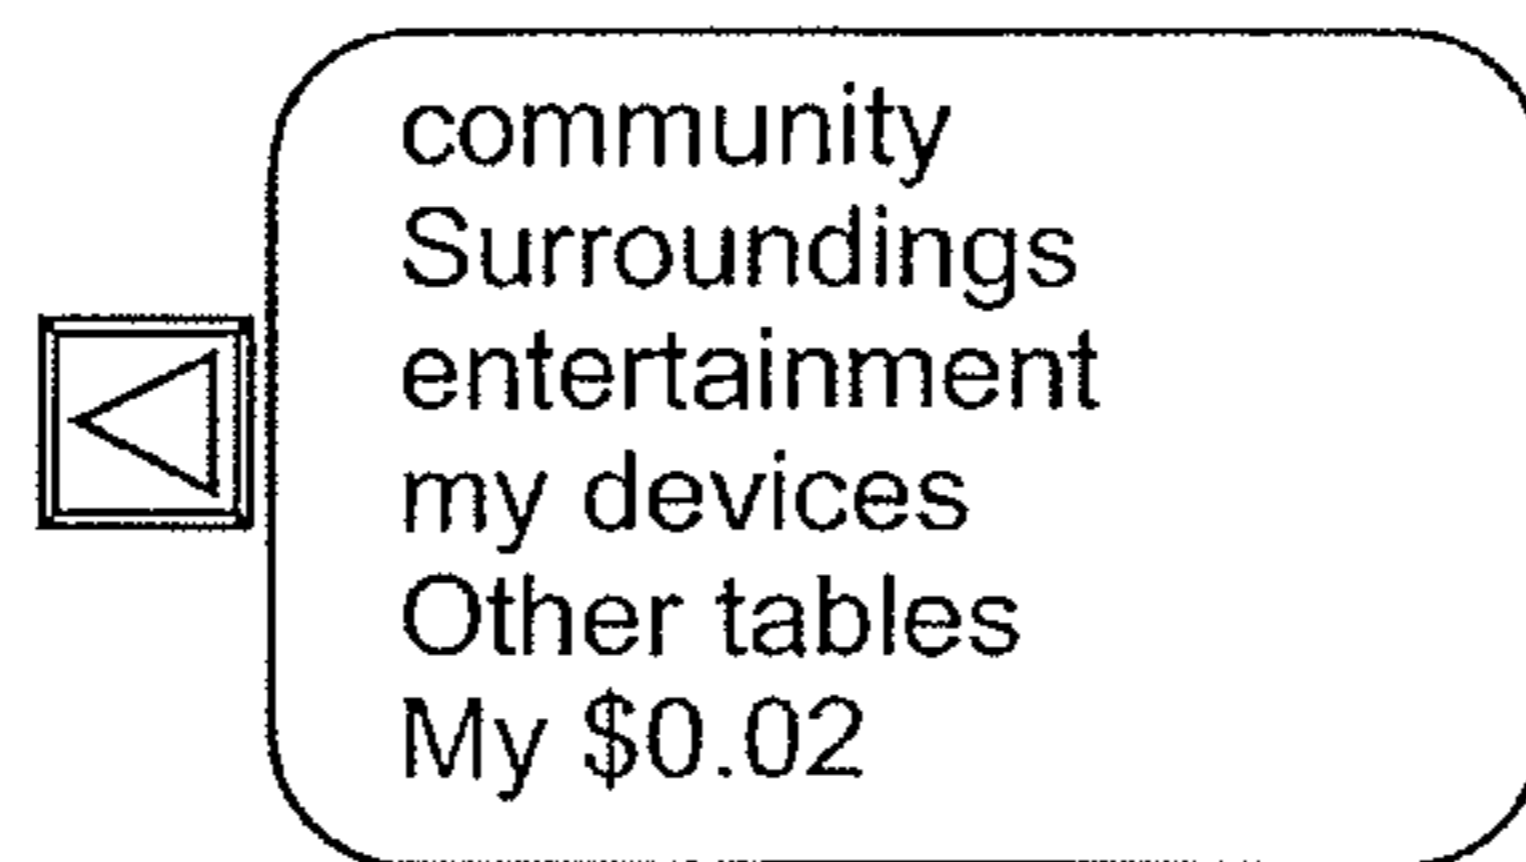 community
Surroundings
entertainment
my devices
Other tables
My $0.02